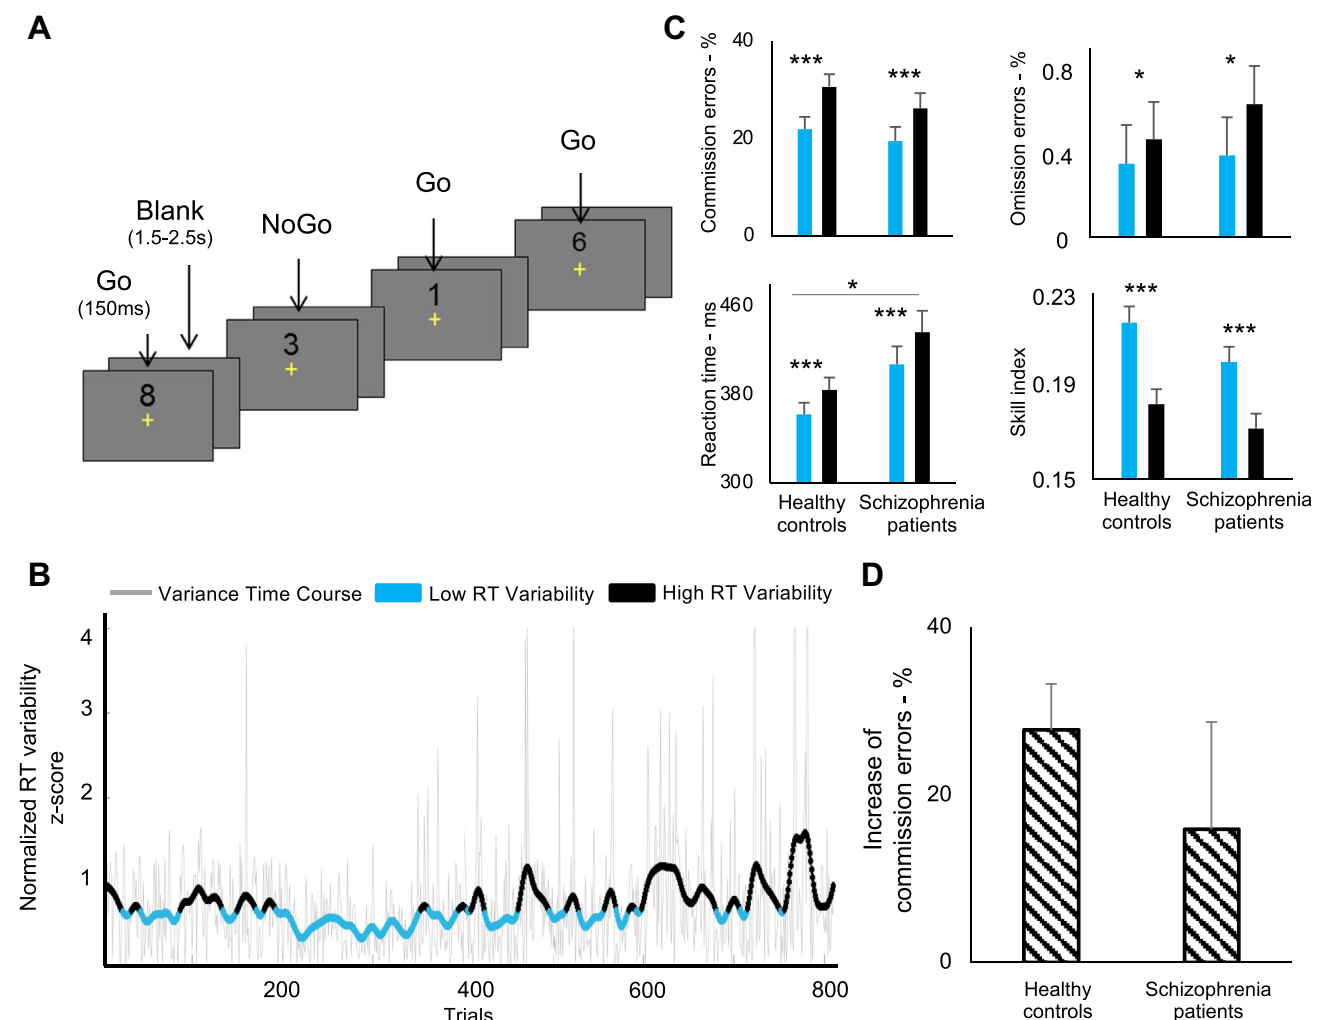 A
Go
Go
Blank
(1.5-2.5s)
NoGo
Go
(150ms)
6
1
3
8
C
Commission errors - %
40
20
0
***
***
Omission errors - %
0.8
0.4
0
*
*
Reaction time - ms
460
380
300
*
***
***
Healthy
controls
Schizophrenia
patients
Skill index
0.23
0.19
0.15
***
***
Healthy
controls
Schizophrenia
patients
B
Variance Time Course
Low RT Variability
High RT Variability
Normalized RT variability
z-score
4
3
2
1
200
400
600
800
Trials
D
Increase of
commission errors - %
40
20
0
Healthy
controls
Schizophrenia
patients